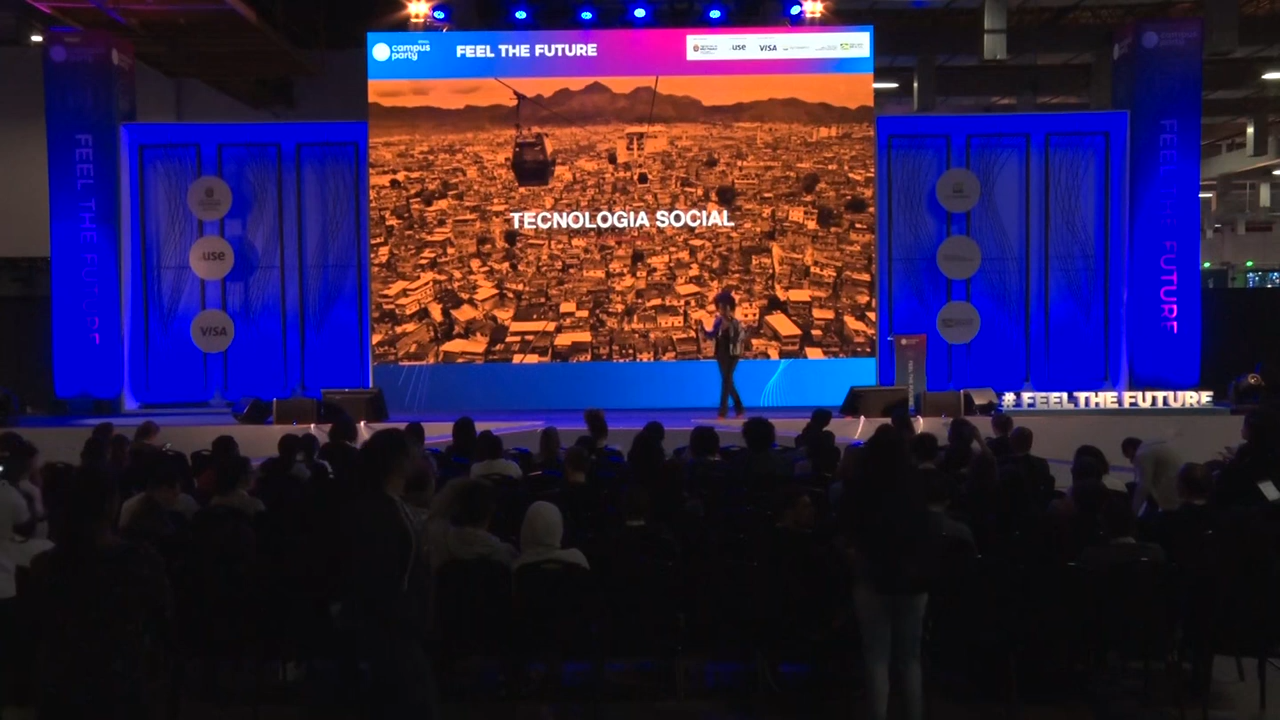 BRASIL
campus
party
FEEL THE FUTURE
.use
VISA
TECNOLOGIA SOCIAL
FEEL THE FUTURE
.use
VISA
FEEL THE FUTURE
# FEEL THE FUTURE